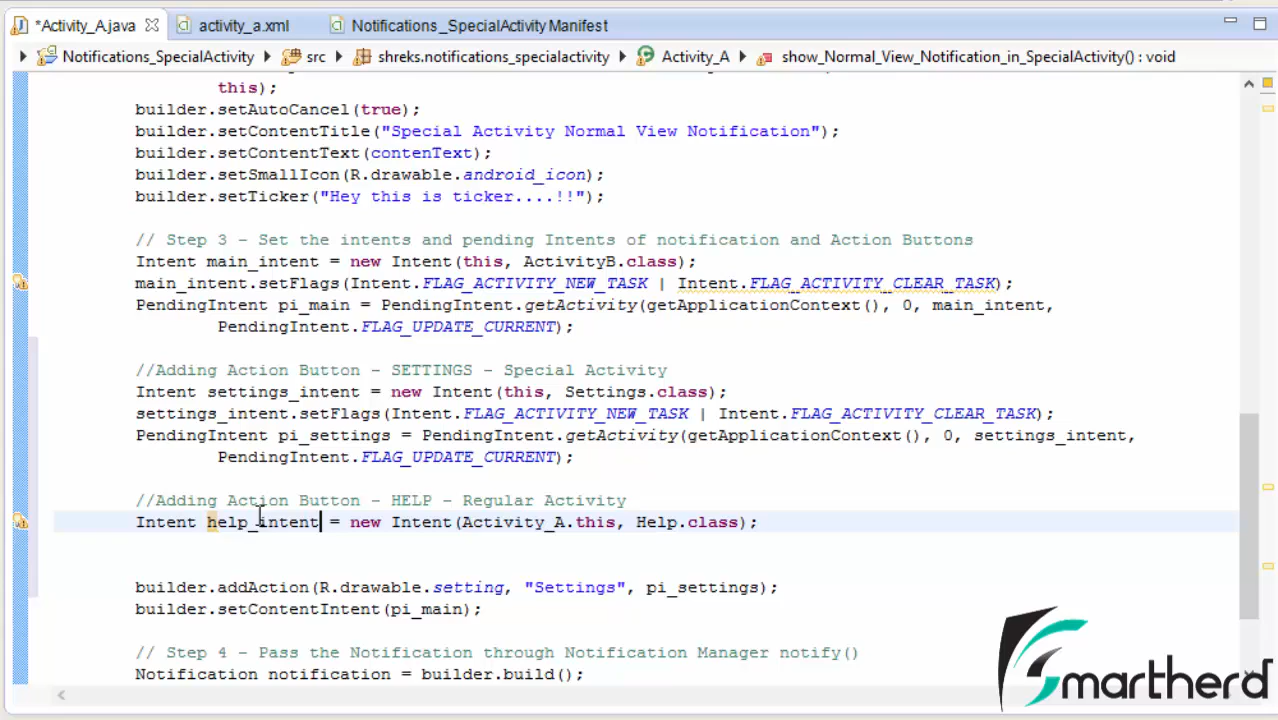 *Activity_A.java activity_a.xml Notifications_SpecialActivity Manifest
Notifications_SpecialActivity src shreks.notifications_specialactivity Activity_A show_Normal_View_Notification_in_SpecialActivity() : void
this);
builder.setAutoCancel(true);
builder.setContentTitle("Special Activity Normal View Notification");
builder.setContentText(contenText);
builder.setSmallIcon(R.drawable.android_icon);
builder.setTicker("Hey this is ticker....!!");
// Step 3 - Set the intents and pending Intents of notification and Action Buttons
Intent main_intent = new Intent(this, ActivityB.class);
main_intent.setFlags(Intent.FLAG_ACTIVITY_NEW_TASK | Intent.FLAG_ACTIVITY_CLEAR_TASK);
PendingIntent pi_main = PendingIntent.getActivity(getApplicationContext(), 0, main_intent,
PendingIntent.FLAG_UPDATE_CURRENT);
//Adding Action Button - SETTINGS - Special Activity
Intent settings_intent = new Intent(this, Settings.class);
settings_intent.setFlags(Intent.FLAG_ACTIVITY_NEW_TASK | Intent.FLAG_ACTIVITY_CLEAR_TASK);
PendingIntent pi_settings = PendingIntent.getActivity(getApplicationContext(), 0, settings_intent,
PendingIntent.FLAG_UPDATE_CURRENT);
//Adding Action Button - HELP - Regular Activity
Intent help_intent = new Intent(Activity_A.this, Help.class);
builder.addAction(R.drawable.setting, "Settings", pi_settings);
builder.setContentIntent(pi_main);
// Step 4 - Pass the Notification through Notification Manager notify()
Notification notification = builder.build();
Smartherd